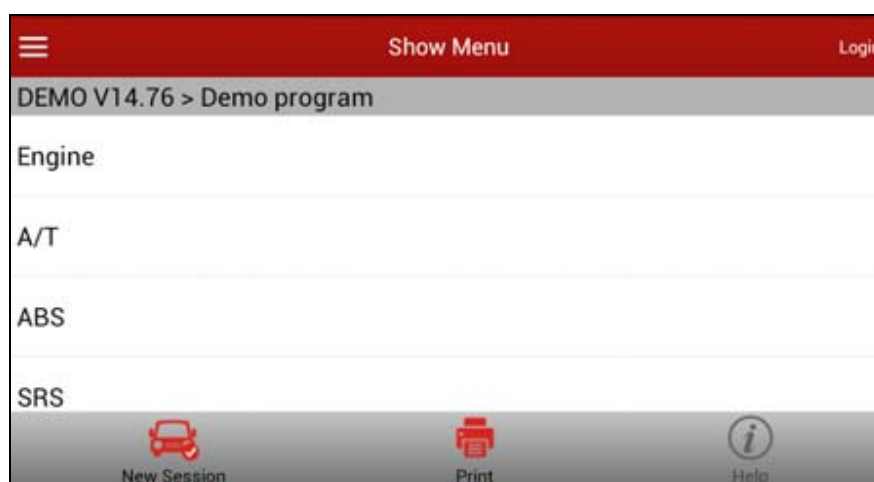 Show Menu
DEMO V14.76 > Demo program
Engine
A/T
ABS
SRS
New Session Print Help